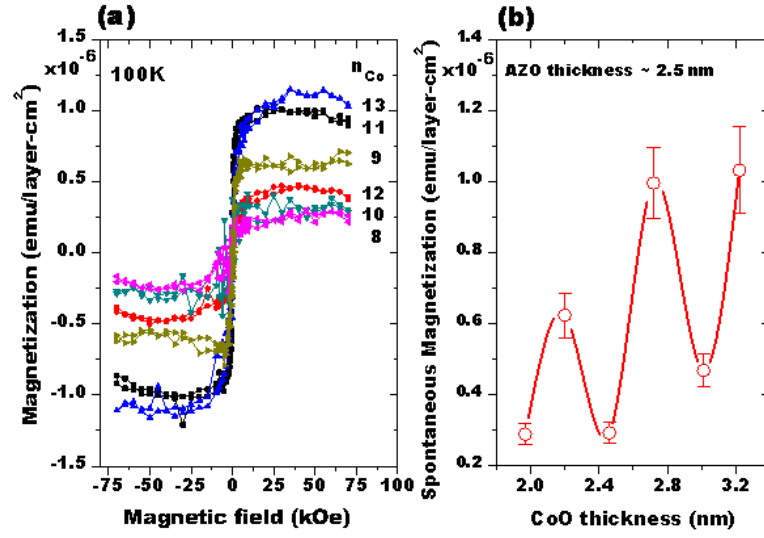 (a)
(b)
Magnetization (emu/layer-cm²)
1.5
×10⁻⁶
1.0
0.5
0.0
-0.5
-1.0
-1.5
100K
n_Co
13
11
9
12
10
8
-75 -50 -25 0 25 50 75 100
Magnetic field (kOe)
Spontaneous Magnetization (emu/layer-cm²)
1.4
×10⁻⁶
1.2
1.0
0.8
0.6
0.4
0.2
AZO thickness ~ 2.5 nm
2.0 2.4 2.8 3.2
CoO thickness (nm)